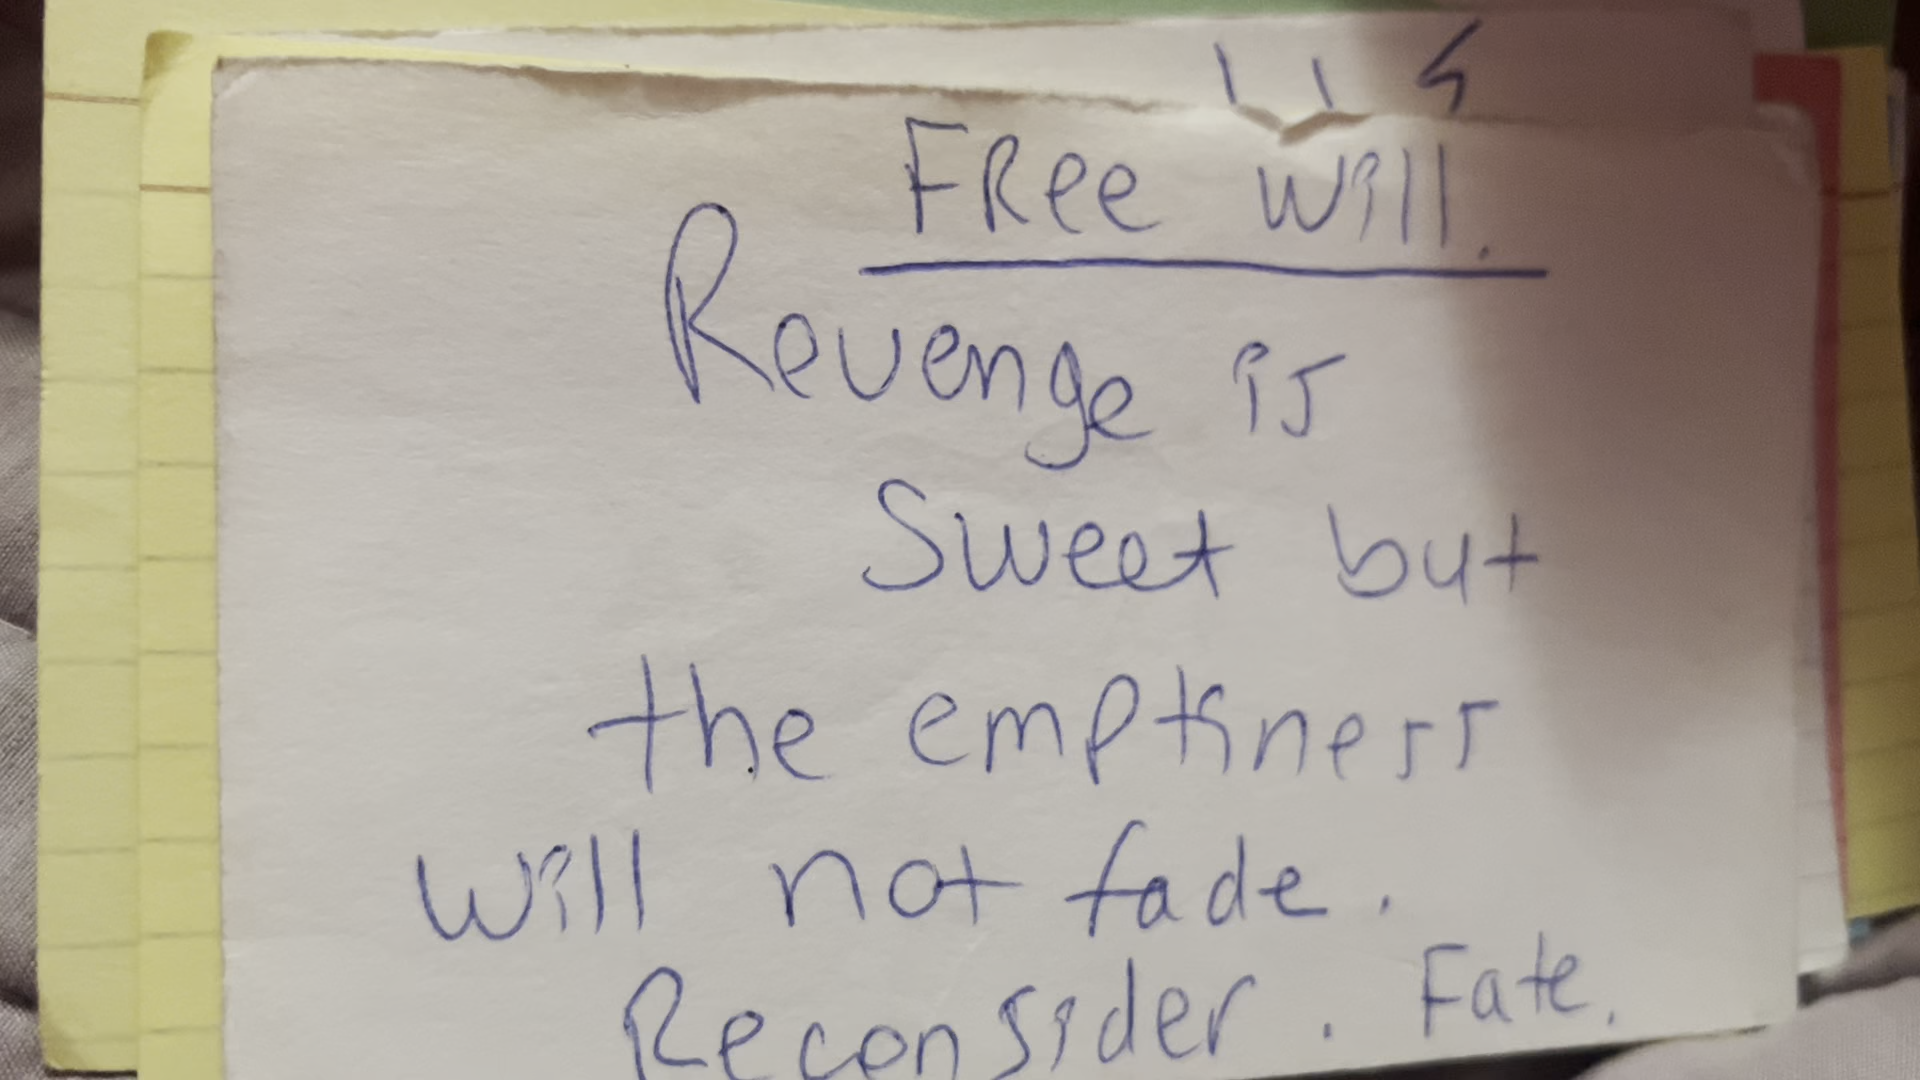 FRee will.
Revenge is
Sweet but
the emptiness
will not fade.
Reconsider. Fate.